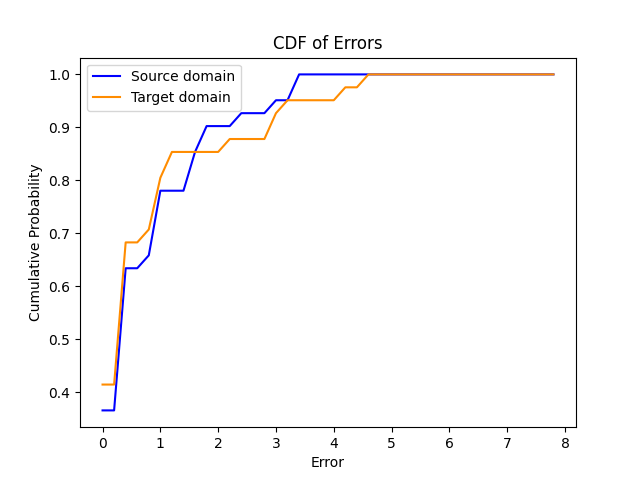 CDF of Errors
Source domain
Target domain
1.0
0.9
0.8
0.7
0.6
0.5
0.4
Cumulative Probability
0 1 2 3 4 5 6 7 8
Error